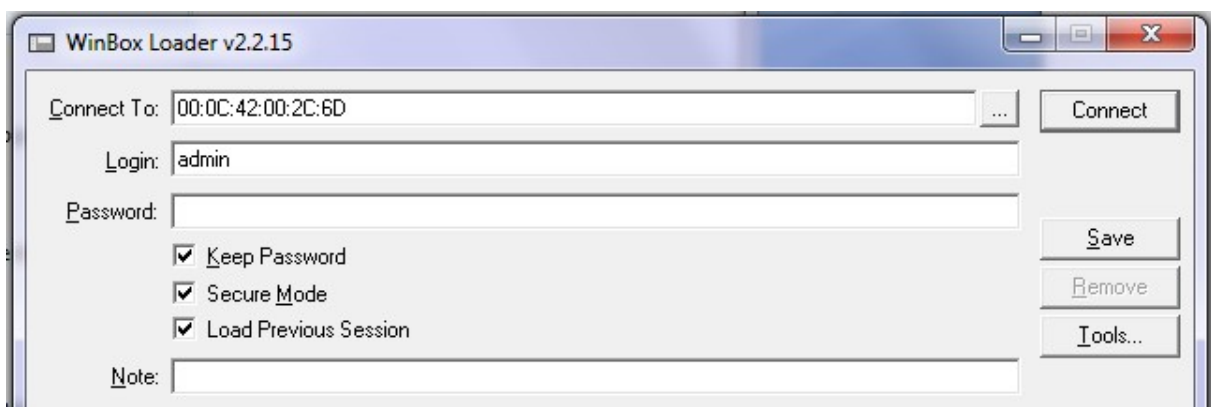 WinBox Loader v2.2.15
Connect To: 00:0C:42:00:2C:6D ... Connect
Login: admin
Password:
Save
Keep Password
Secure Mode
Remove
Load Previous Session
Tools...
Note: